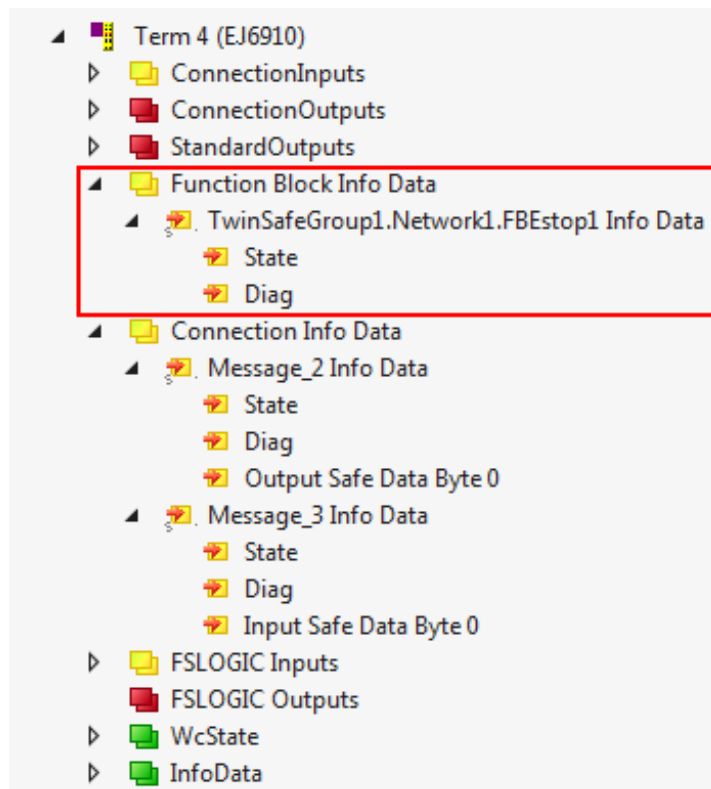 Term 4 (EJ6910)
ConnectionInputs
ConnectionOutputs
StandardOutputs
Function Block Info Data
TwinSafeGroup1.Network1.FBEstop1 Info Data
State
Diag
Connection Info Data
Message_2 Info Data
State
Diag
Output Safe Data Byte 0
Message_3 Info Data
State
Diag
Input Safe Data Byte 0
FSLOGIC Inputs
FSLOGIC Outputs
WcState
InfoData